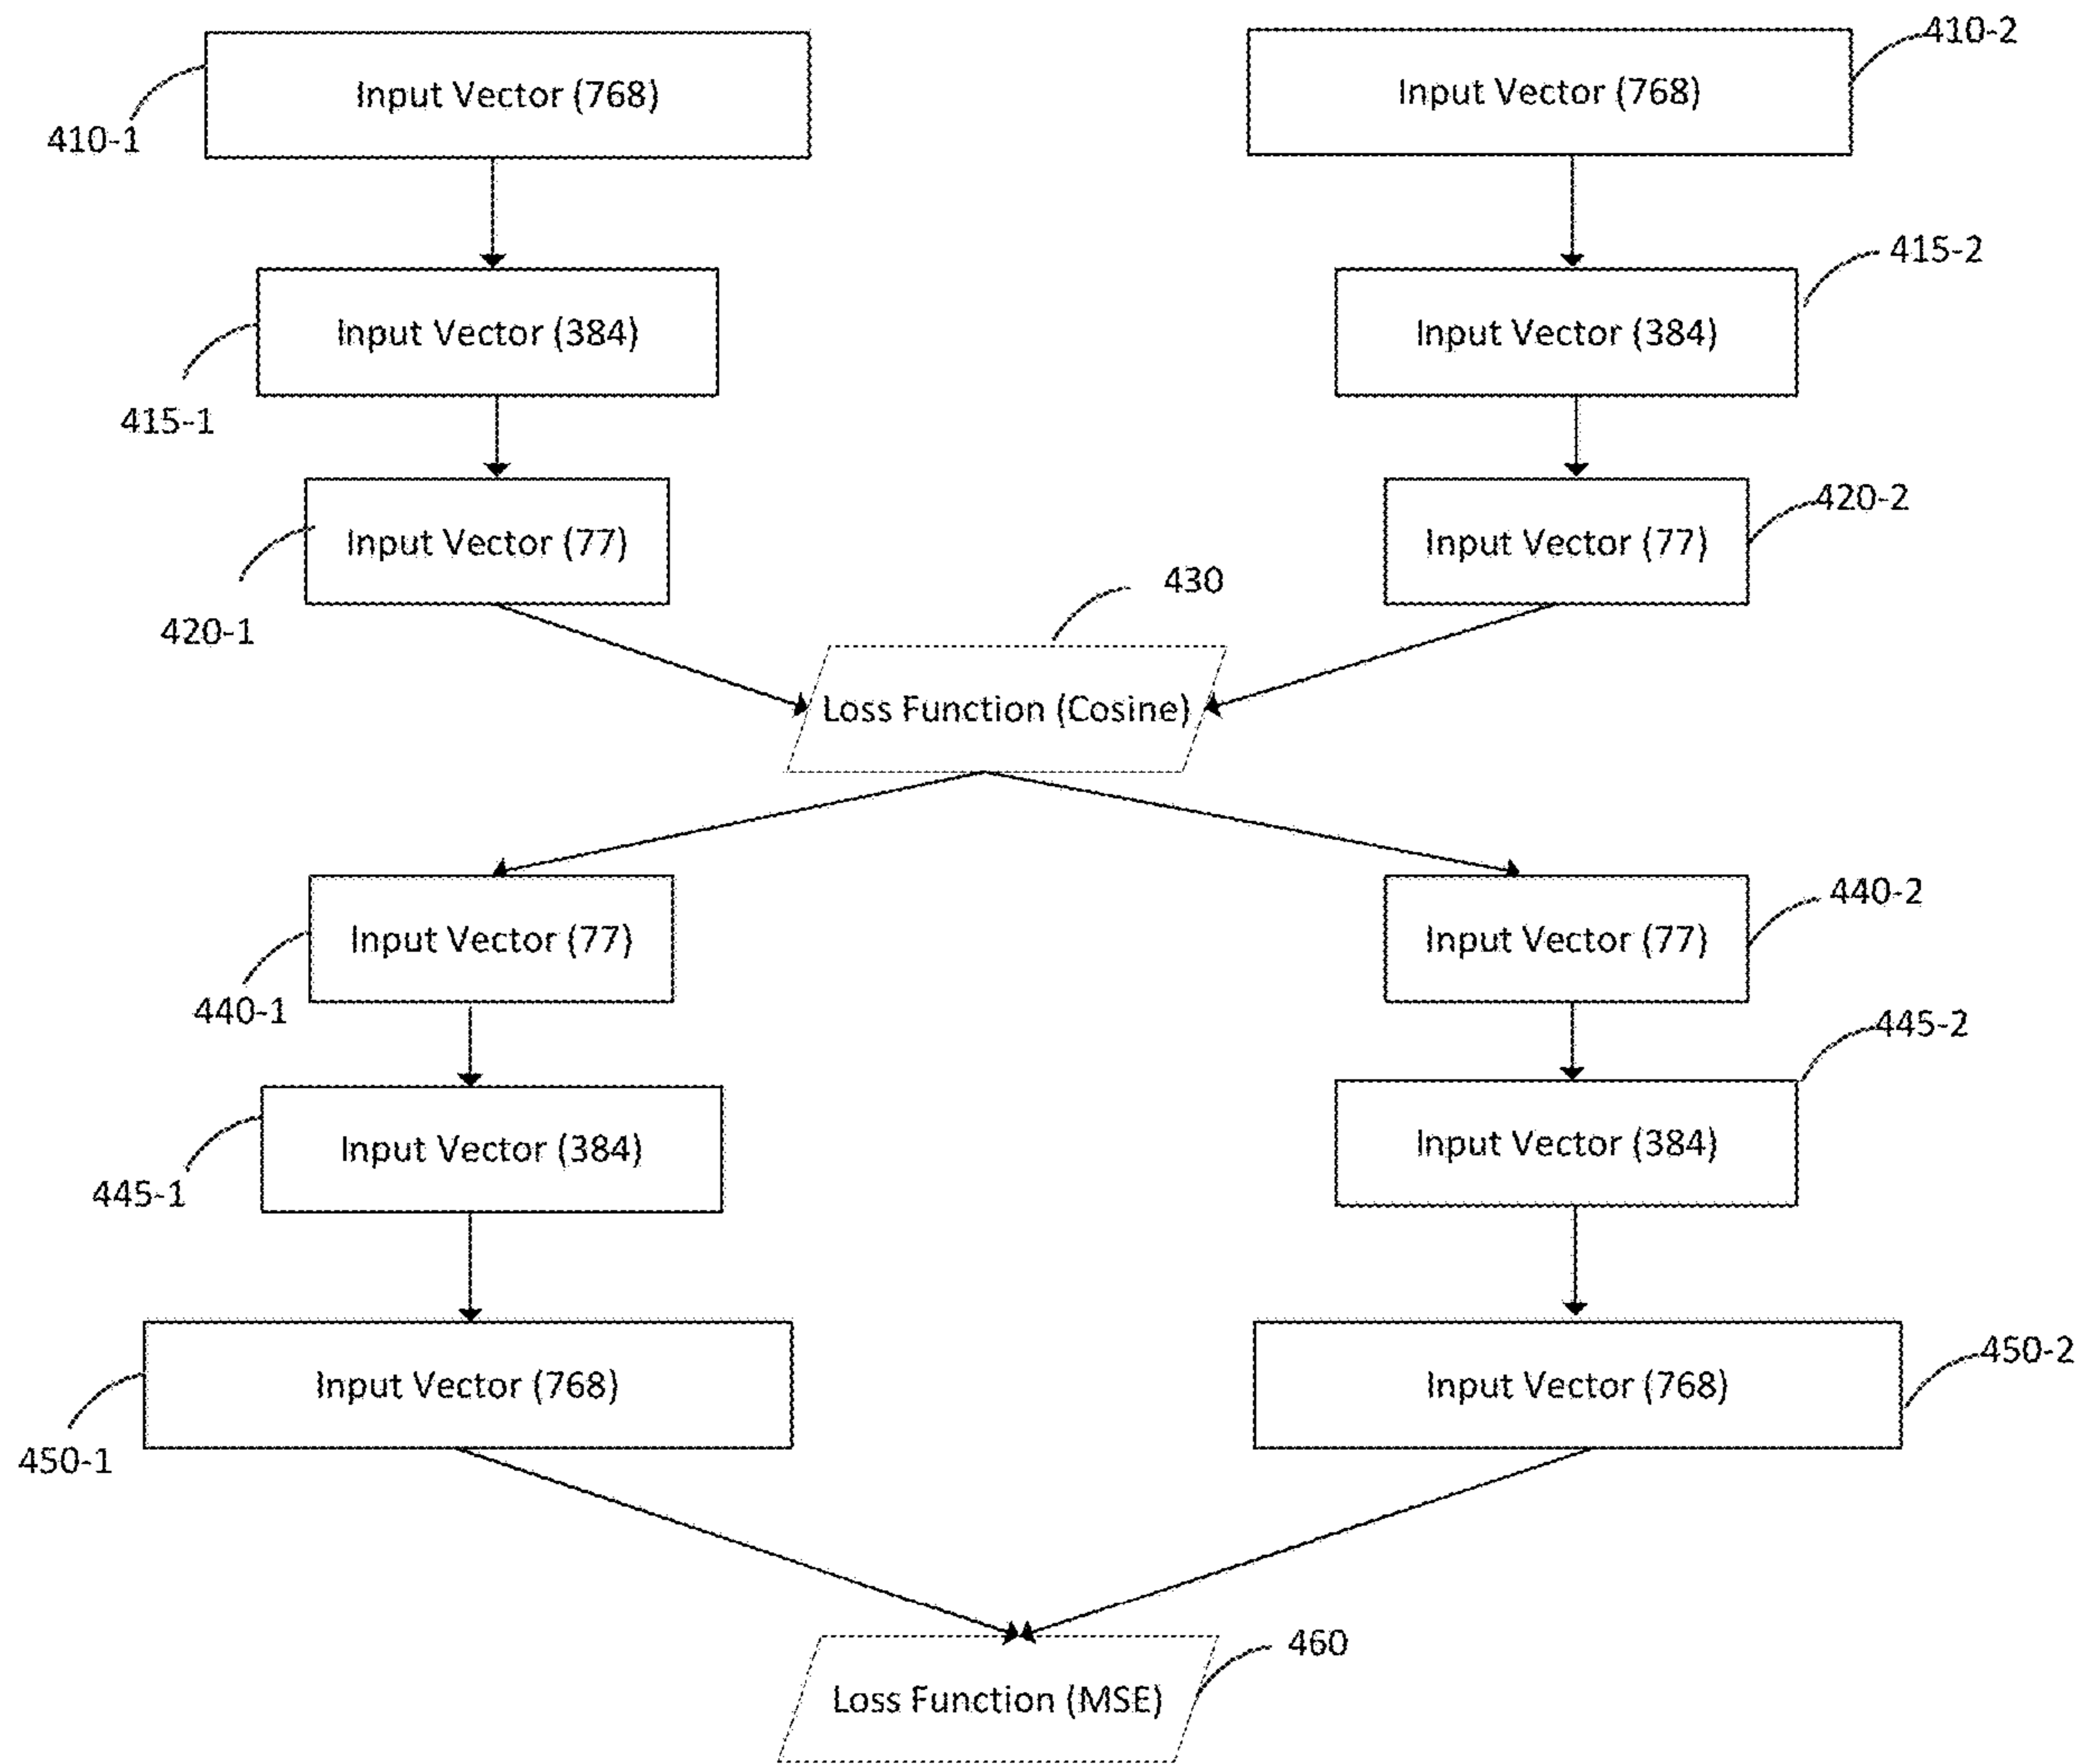 410-2
Input Vector (768)
Input Vector (768)
410-1
415-2
Input Vector (384)
Input Vector (384)
415-1
420-2
Input Vector (77)
Input Vector (77)
430
420-1
Loss Function (Cosine)
440-2
Input Vector (77)
Input Vector (77)
440-1
445-2
Input Vector (384)
Input Vector (384)
445-1
450-2
Input Vector (768)
Input Vector (768)
450-1
460
Loss Function (MSE)